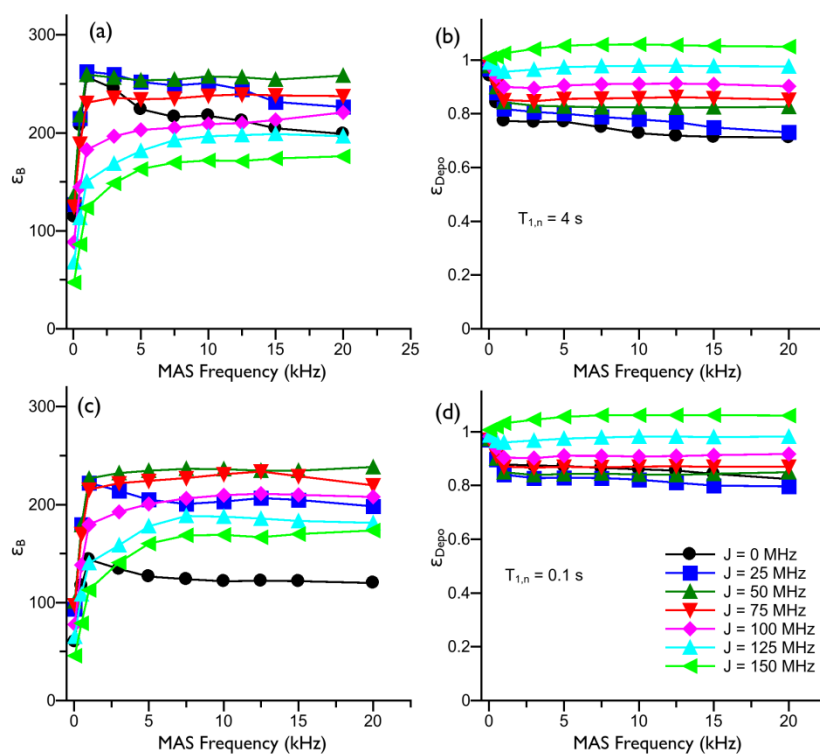 (a)
300
200
100
0
ε_B
0 5 10 15 20 25
MAS Frequency (kHz)
(b)
1
0.8
0.6
0.4
0.2
0
ε_Depo
T_1,n = 4 s
0 5 10 15 20
MAS Frequency (kHz)
(c)
300
200
100
0
ε_B
0 5 10 15 20
MAS Frequency (kHz)
(d)
1
0.8
0.6
0.4
0.2
0
ε_Depo
T_1,n = 0.1 s
J = 0 MHz
J = 25 MHz
J = 50 MHz
J = 75 MHz
J = 100 MHz
J = 125 MHz
J = 150 MHz
0 5 10 15 20
MAS Frequency (kHz)